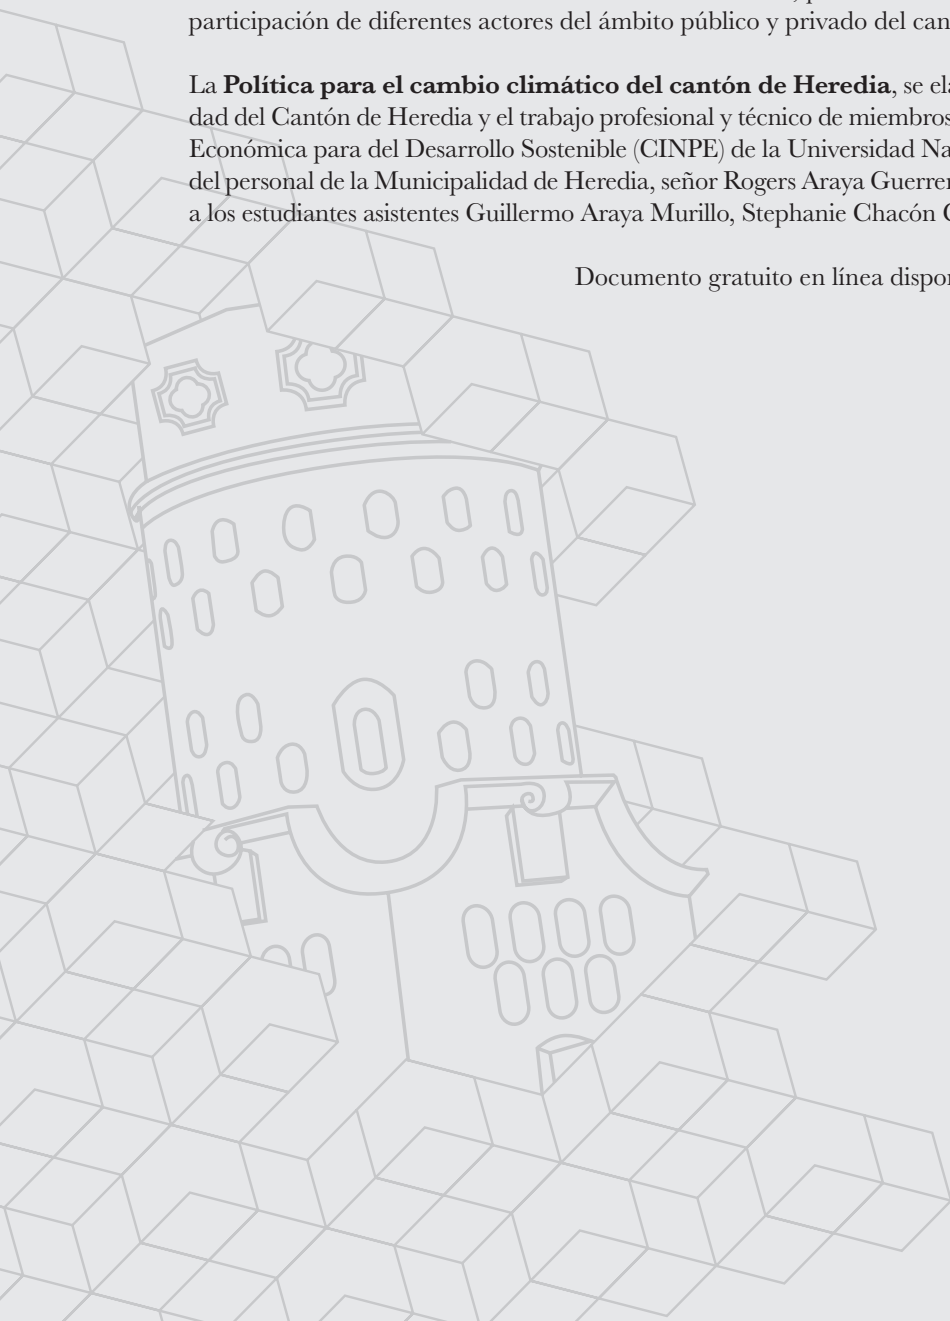 participación de diferentes actores del ámbito público y privado del can
La Política para el cambio climático del cantón de Heredia, se ela
dad del Cantón de Heredia y el trabajo profesional y técnico de miembros
Económica para del Desarrollo Sostenible (CINPE) de la Universidad Na
del personal de la Municipalidad de Heredia, señor Rogers Araya Guerre
a los estudiantes asistentes Guillermo Araya Murillo, Stephanie Chacón
Documento gratuito en línea dispo